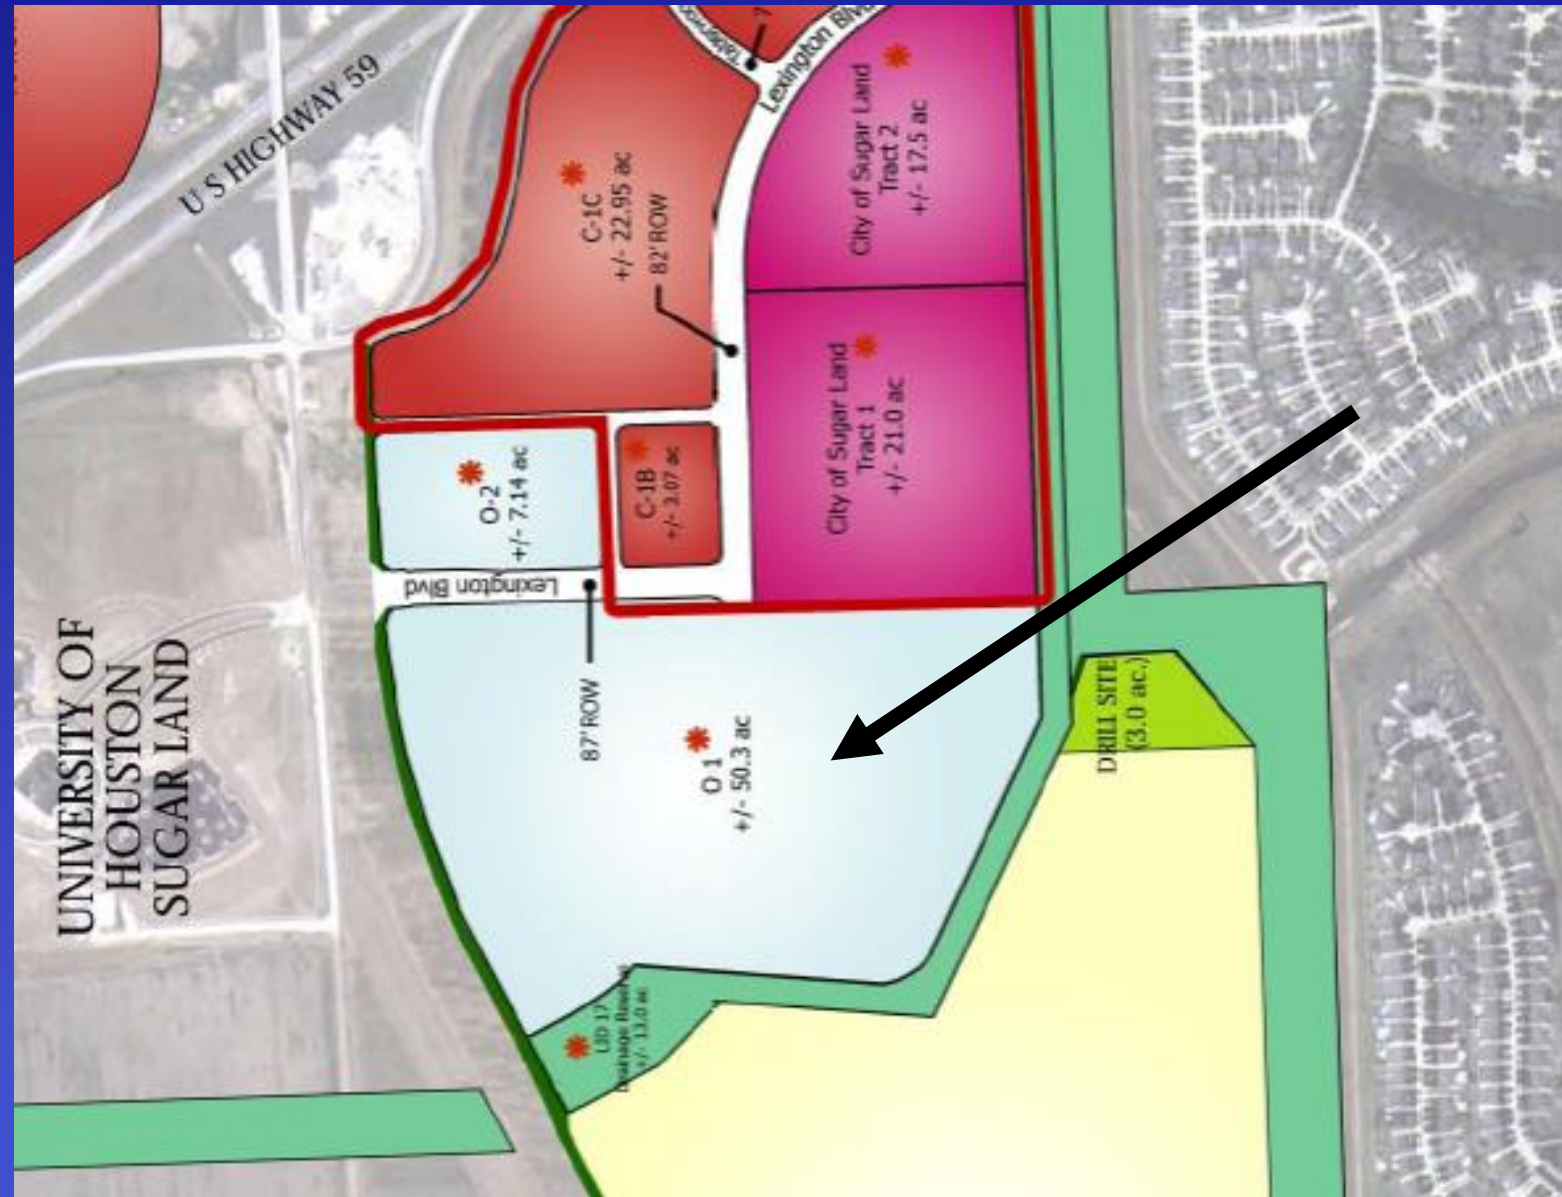 U S HIGHWAY 59
Lexington Blvd
City of Sugar Land
Tract 2
+/- 17.5 ac
C-1C
+/- 22.95 ac
82' ROW
City of Sugar Land
Tract 1
+/- 21.0 ac
O-2
+/- 7.14 ac
C-1B
+/- 3.07 ac
Lexington Blvd
87' ROW
UNIVERSITY OF
HOUSTON
SUGAR LAND
O 1
+/- 50.3 ac
DRILL SITE
(3.0 ac.)
LID 17
Drainage
+/- 13.0 ac